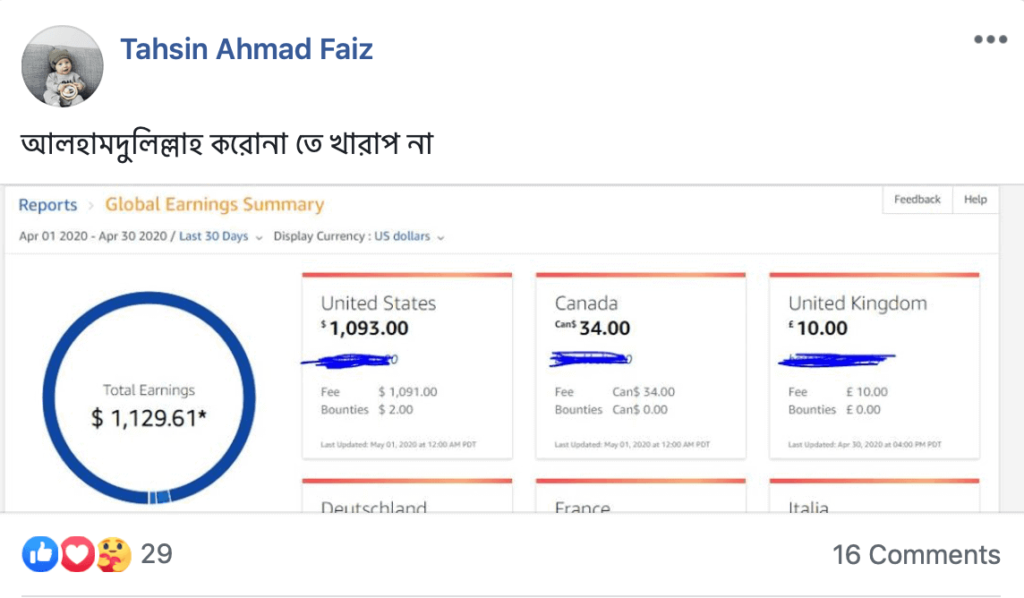 Tahsin Ahmad Faiz
আলহামদুলিল্লাহ করোনা তে খারাপ না
Reports > Global Earnings Summary
Feedback Help
Apr 01 2020 - Apr 30 2020 / Last 30 Days Display Currency : US dollars
Total Earnings
$ 1,129.61*
United States
$ 1,093.00
Fee $ 1,091.00
Bounties $ 2.00
Last Updated: May 01, 2020 at 12:00 AM PDT
Canada
Can$ 34.00
Fee Can$ 34.00
Bounties Can$ 0.00
Last Updated: May 01, 2020 at 12:00 AM PDT
United Kingdom
£ 10.00
Fee £ 10.00
Bounties £ 0.00
Last Updated: Apr 30, 2020 at 04:00 PM PDT
Deutschland
France
Italia
29
16 Comments